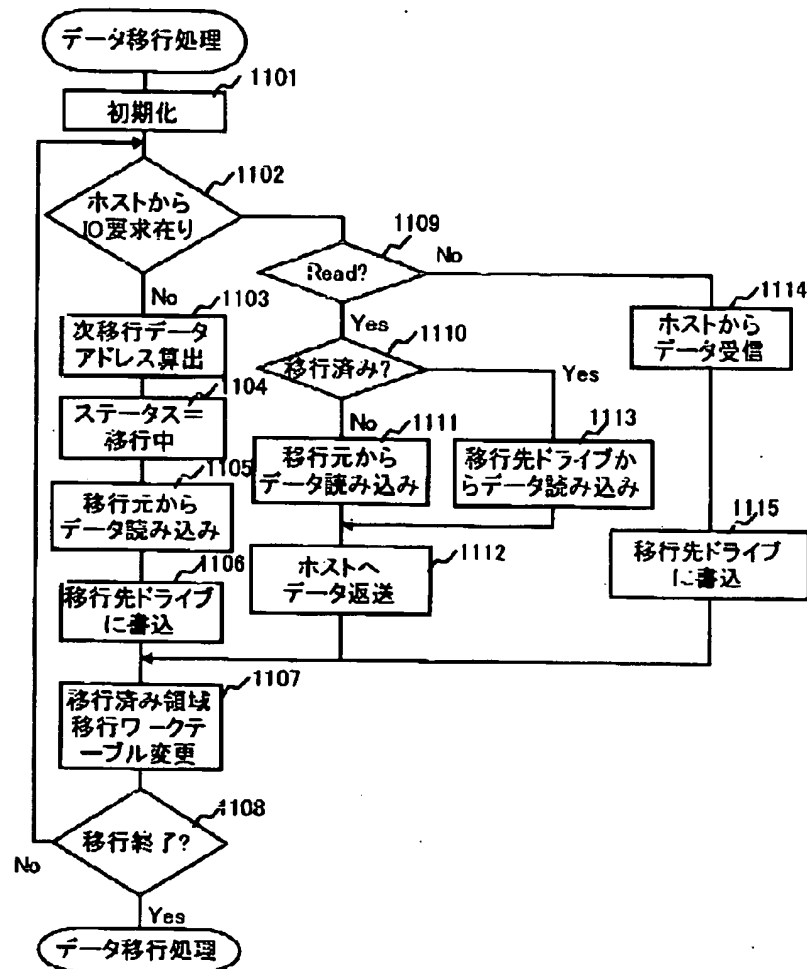 データ移行処理
1101
初期化
1102
ホストから
IO要求在り
No
1103
次移行データ
アドレス算出
1104
ステータス＝
移行中
1105
移行元から
データ読み込み
1106
移行先ドライブ
に書込
1107
移行済み領域
移行ワークテ
ーブル変更
1108
移行終了?
No
Yes
データ移行処理
1109
Read?
No
Yes
1110
移行済み?
Yes
No
1111
移行元から
データ読み込み
1113
移行先ドライブか
らデータ読み込み
1112
ホストへ
データ返送
1114
ホストから
データ受信
1115
移行先ドライブ
に書込